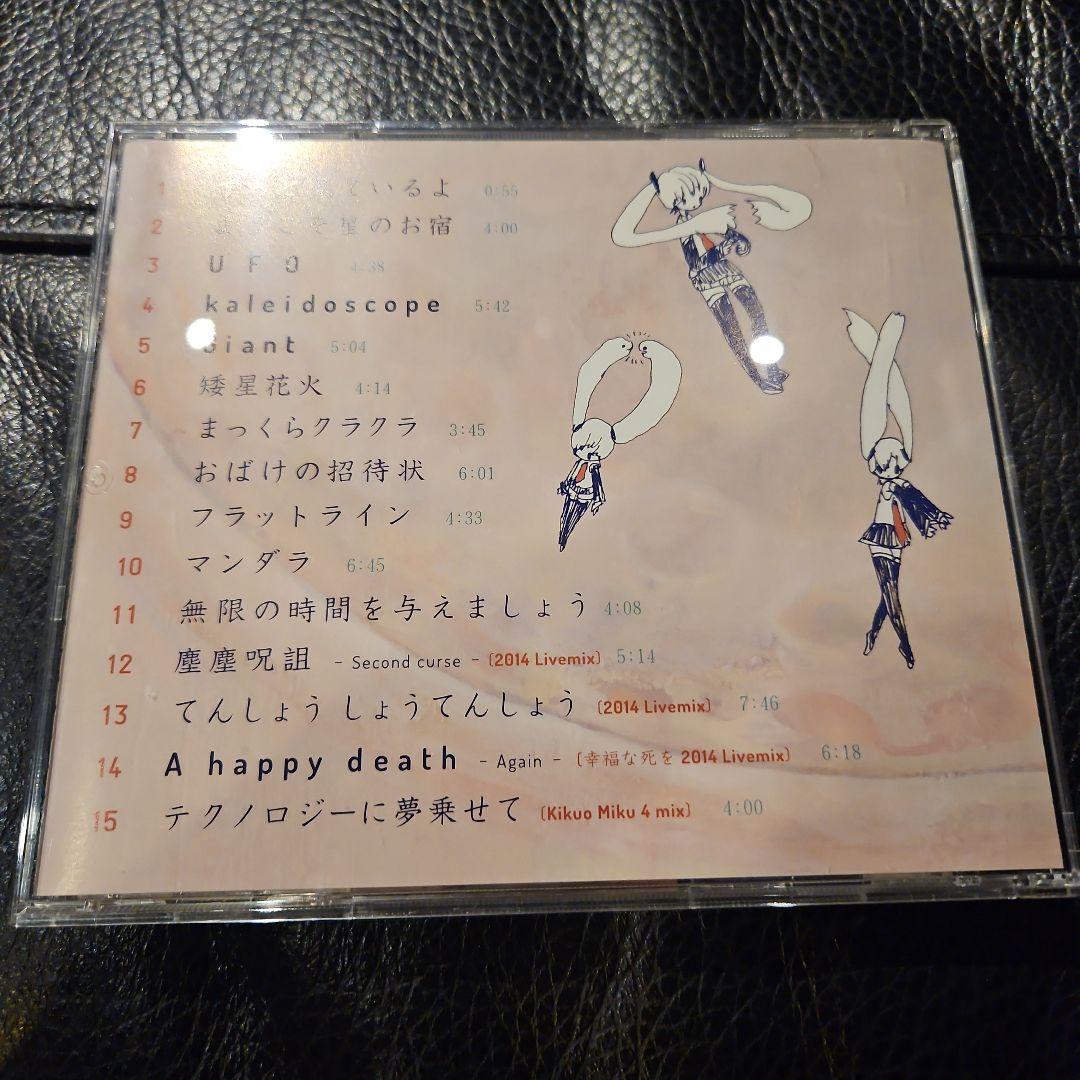 1 いるよ 0:55
2 星のお宿 4:00
3 UFO 4:38
4 kaleidoscope 5:42
5 Giant 5:04
6 矮星花火 4:14
7 まっくらクラクラ 3:45
8 おばけの招待状 6:01
9 フラットライン 4:33
10 マンダラ 6:45
11 無限の時間を与えましょう 4:08
12 塵塵呪詛 - Second curse - (2014 Livemix) 5:14
13 てんしょう しょうてんしょう (2014 Livemix) 7:46
14 A happy death - Again - (幸福な死を 2014 Livemix) 6:18
15 テクノロジーに夢乗せて (Kikuo Miku 4 mix) 4:00